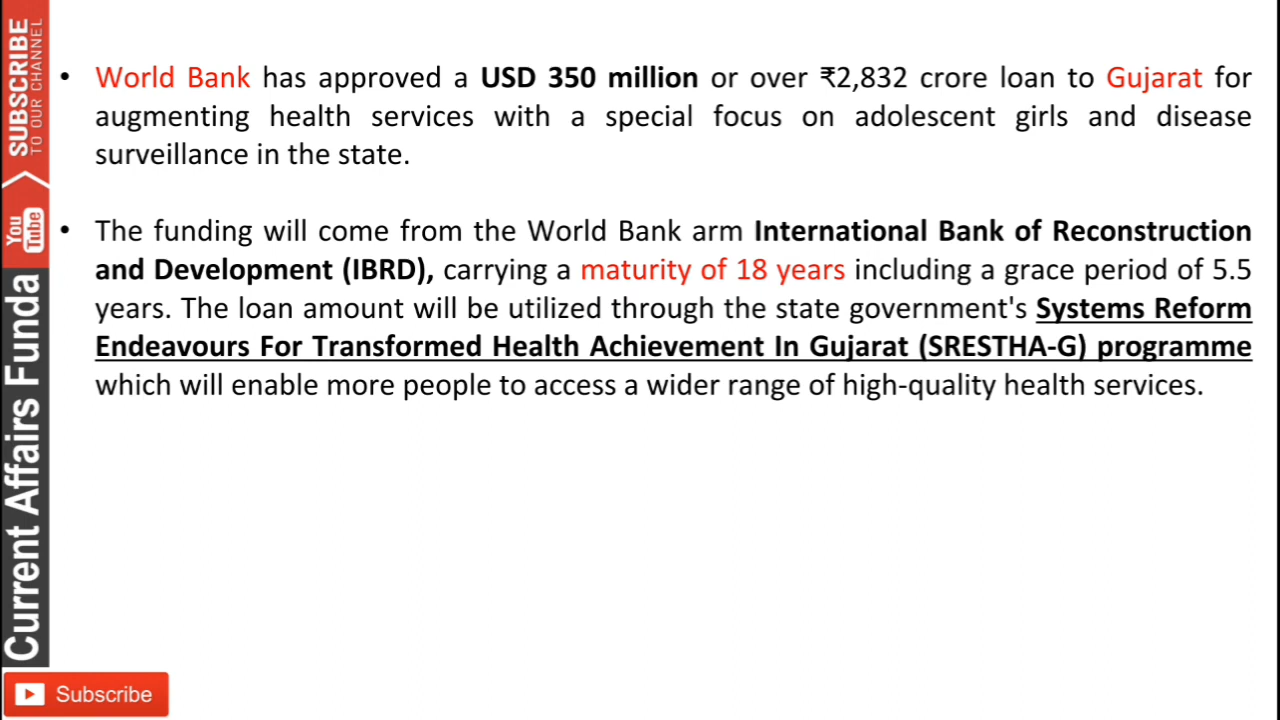 SUBSCRIBE
TO OUR CHANNEL
You
Tube
Current Affairs Funda
• World Bank has approved a USD 350 million or over ₹2,832 crore loan to Gujarat for
augmenting health services with a special focus on adolescent girls and disease
surveillance in the state.
• The funding will come from the World Bank arm International Bank of Reconstruction
and Development (IBRD), carrying a maturity of 18 years including a grace period of 5.5
years. The loan amount will be utilized through the state government's Systems Reform
Endeavours For Transformed Health Achievement In Gujarat (SRESTHA-G) programme
which will enable more people to access a wider range of high-quality health services.
Subscribe